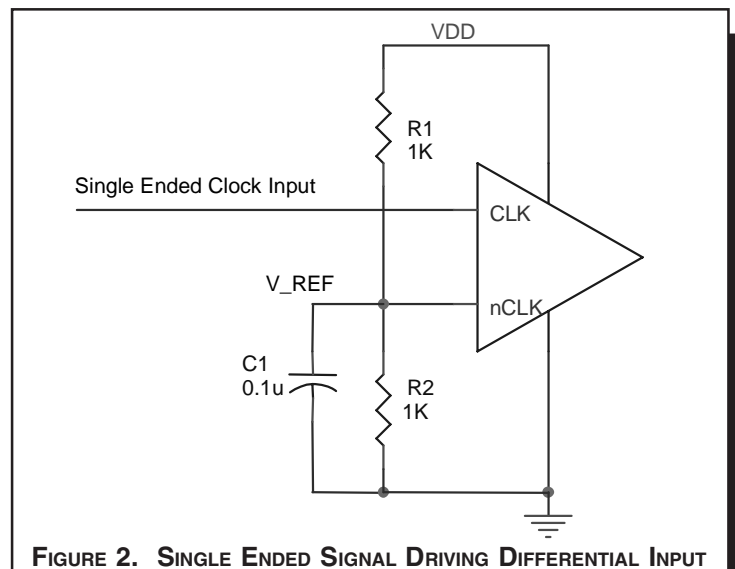 VDD
R1
1K
Single Ended Clock Input
CLK
V_REF
nCLK
C1
0.1u
R2
1K
FIGURE 2. SINGLE ENDED SIGNAL DRIVING DIFFERENTIAL INPUT